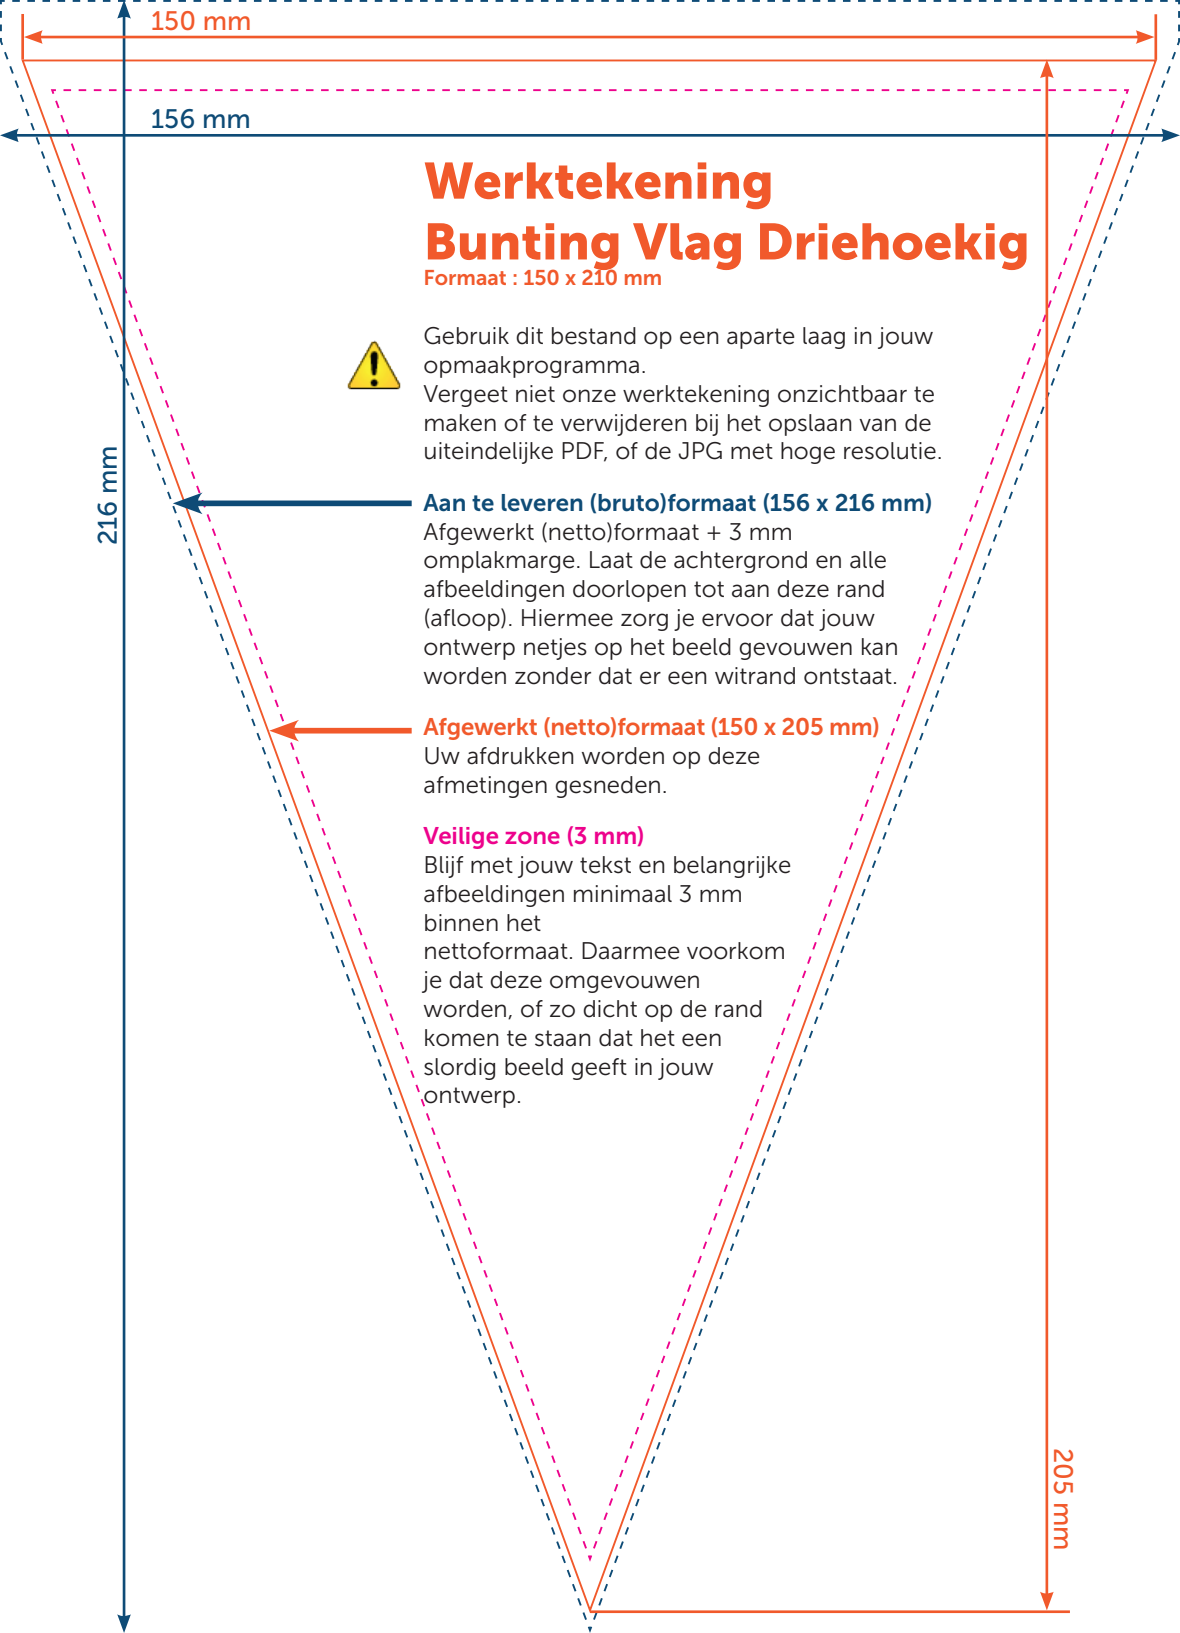 150 mm
156 mm
Werktekening
Bunting Vlag Driehoekig
Formaat : 150 x 210 mm
Gebruik dit bestand op een aparte laag in jouw
opmaakprogramma.
Vergeet niet onze werktekening onzichtbaar te
maken of te verwijderen bij het opslaan van de
uiteindelijke PDF, of de JPG met hoge resolutie.
216 mm
Aan te leveren (bruto)formaat (156 x 216 mm)
Afgewerkt (netto)formaat + 3 mm
omplakmarge. Laat de achtergrond en alle
afbeeldingen doorlopen tot aan deze rand
(afloop). Hiermee zorg je ervoor dat jouw
ontwerp netjes op het beeld gevouwen kan
worden zonder dat er een witrand ontstaat.
Afgewerkt (netto)formaat (150 x 205 mm)
Uw afdrukken worden op deze
afmetingen gesneden.
Veilige zone (3 mm)
Blijf met jouw tekst en belangrijke
afbeeldingen minimaal 3 mm
binnen het
nettoformaat. Daarmee voorkom
je dat deze omgevouwen
worden, of zo dicht op de rand
komen te staan dat het een
slordig beeld geeft in jouw
ontwerp.
205 mm